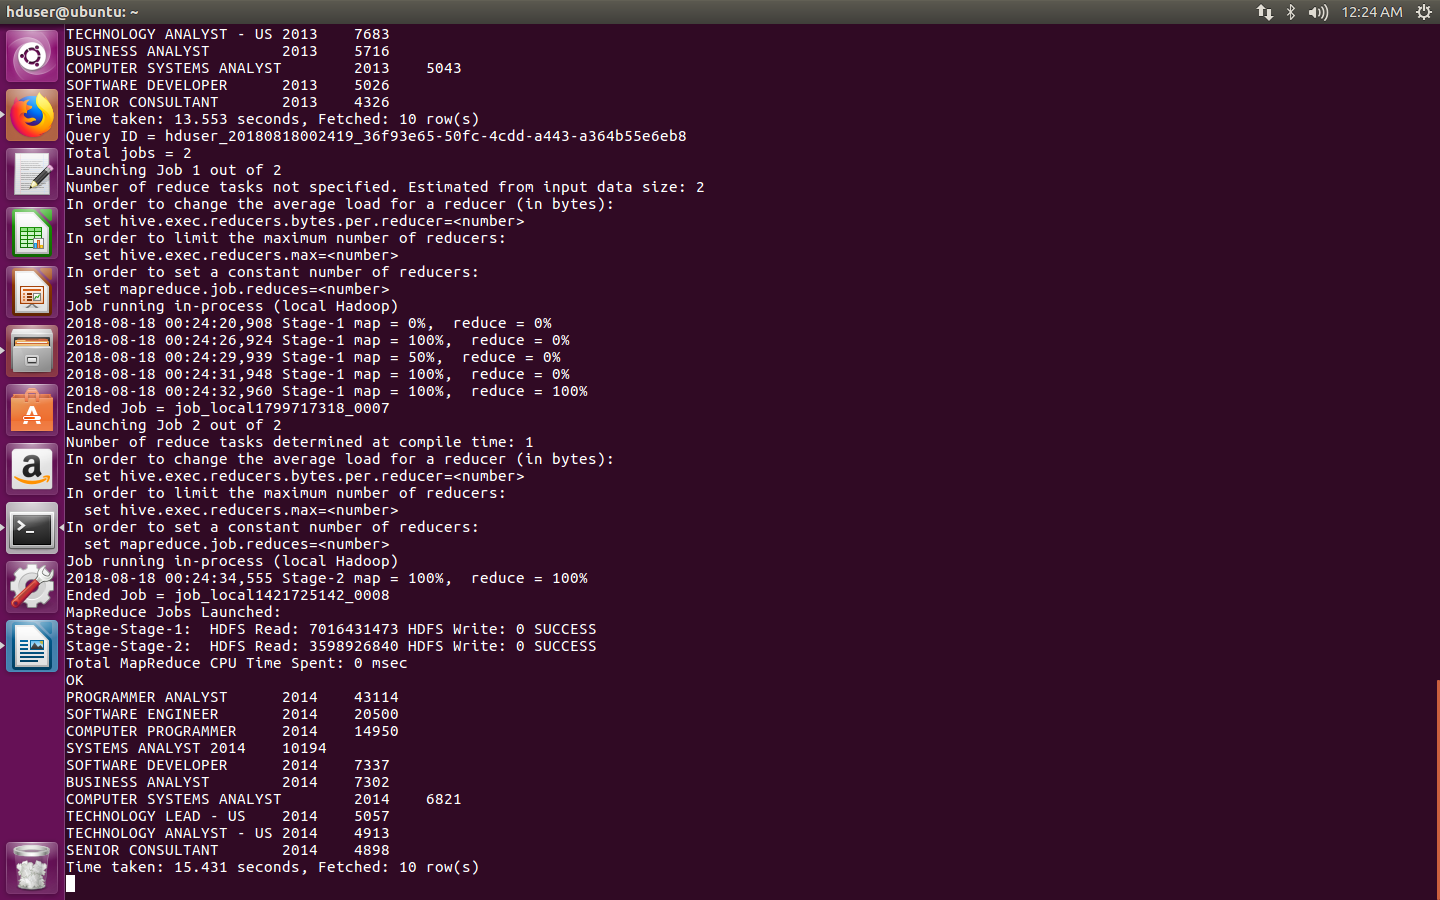 hduser@ubuntu: ~
12:24 AM
TECHNOLOGY ANALYST - US 2013    7683
BUSINESS ANALYST        2013    5716
COMPUTER SYSTEMS ANALYST        2013    5043
SOFTWARE DEVELOPER      2013    5026
SENIOR CONSULTANT       2013    4326
Time taken: 13.553 seconds, Fetched: 10 row(s)
Query ID = hduser_20180818002419_36f93e65-50fc-4cdd-a443-a364b55e6eb8
Total jobs = 2
Launching Job 1 out of 2
Number of reduce tasks not specified. Estimated from input data size: 2
In order to change the average load for a reducer (in bytes):
  set hive.exec.reducers.bytes.per.reducer=<number>
In order to limit the maximum number of reducers:
  set hive.exec.reducers.max=<number>
In order to set a constant number of reducers:
  set mapreduce.job.reduces=<number>
Job running in-process (local Hadoop)
2018-08-18 00:24:20,908 Stage-1 map = 0%,  reduce = 0%
2018-08-18 00:24:26,924 Stage-1 map = 100%,  reduce = 0%
2018-08-18 00:24:29,939 Stage-1 map = 50%,  reduce = 0%
2018-08-18 00:24:31,948 Stage-1 map = 100%,  reduce = 0%
2018-08-18 00:24:32,960 Stage-1 map = 100%,  reduce = 100%
Ended Job = job_local1799717318_0007
Launching Job 2 out of 2
Number of reduce tasks determined at compile time: 1
In order to change the average load for a reducer (in bytes):
  set hive.exec.reducers.bytes.per.reducer=<number>
In order to limit the maximum number of reducers:
  set hive.exec.reducers.max=<number>
In order to set a constant number of reducers:
  set mapreduce.job.reduces=<number>
Job running in-process (local Hadoop)
2018-08-18 00:24:34,555 Stage-2 map = 100%,  reduce = 100%
Ended Job = job_local1421725142_0008
MapReduce Jobs Launched:
Stage-Stage-1:  HDFS Read: 7016431473 HDFS Write: 0 SUCCESS
Stage-Stage-2:  HDFS Read: 3598926840 HDFS Write: 0 SUCCESS
Total MapReduce CPU Time Spent: 0 msec
OK
PROGRAMMER ANALYST      2014    43114
SOFTWARE ENGINEER       2014    20500
COMPUTER PROGRAMMER     2014    14950
SYSTEMS ANALYST 2014    10194
SOFTWARE DEVELOPER      2014    7337
BUSINESS ANALYST        2014    7302
COMPUTER SYSTEMS ANALYST        2014    6821
TECHNOLOGY LEAD - US    2014    5057
TECHNOLOGY ANALYST - US 2014    4913
SENIOR CONSULTANT       2014    4898
Time taken: 15.431 seconds, Fetched: 10 row(s)